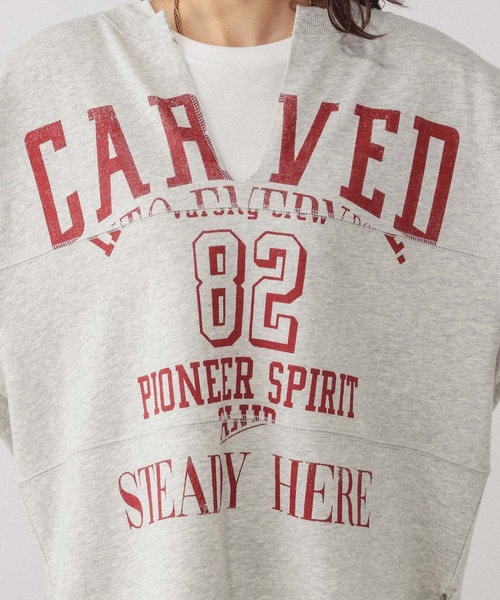 CARVED
82
PIONEER SPIRIT
STEADY HERE